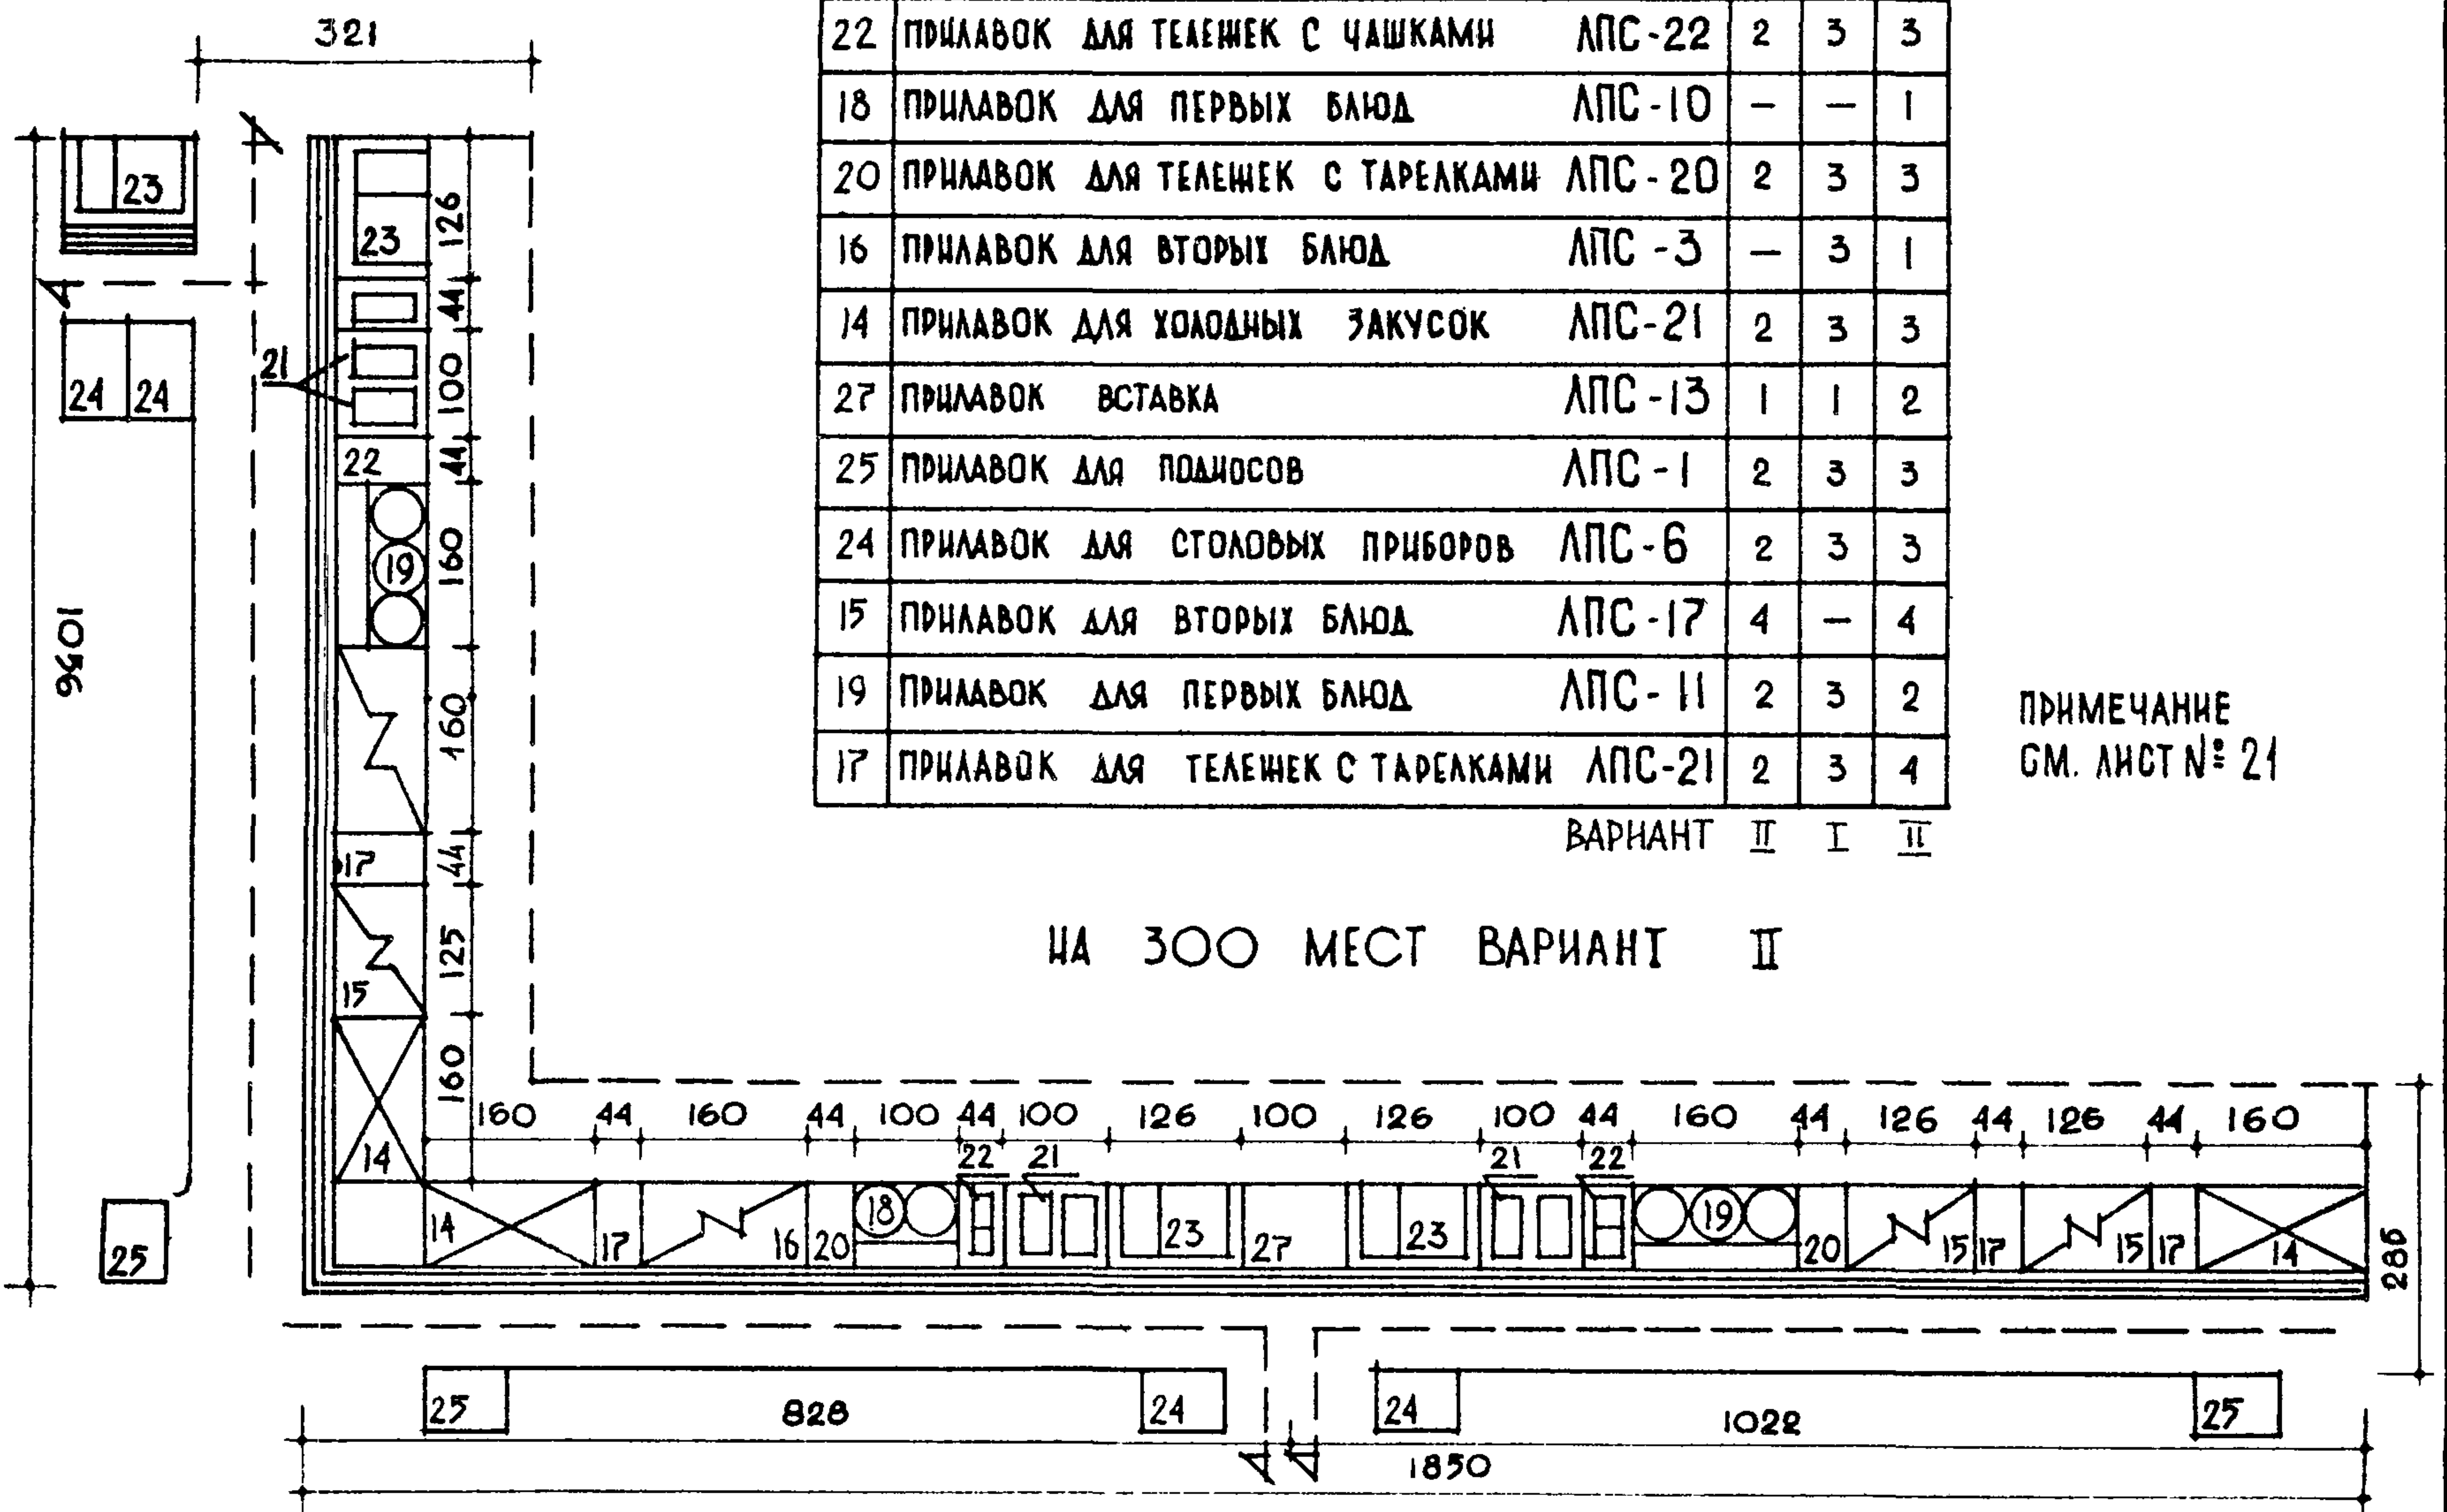 22 ПРИЛАВОК ДЛЯ ТЕЛЕЖЕК С ЧАШКАМИ ЛПС-22 2 3 3
18 ПРИЛАВОК ДЛЯ ПЕРВЫХ БЛЮД ЛПС-10 — — 1
20 ПРИЛАВОК ДЛЯ ТЕЛЕЖЕК С ТАРЕЛКАМИ ЛПС-20 2 3 3
16 ПРИЛАВОК ДЛЯ ВТОРЫХ БЛЮД ЛПС-3 — 3 1
14 ПРИЛАВОК ДЛЯ ХОЛОДНЫХ ЗАКУСОК ЛПС-21 2 3 3
27 ПРИЛАВОК ВСТАВКА ЛПС-13 1 1 2
25 ПРИЛАВОК ДЛЯ ПОДНОСОВ ЛПС-1 2 3 3
24 ПРИЛАВОК ДЛЯ СТОЛОВЫХ ПРИБОРОВ ЛПС-6 2 3 3
15 ПРИЛАВОК ДЛЯ ВТОРЫХ БЛЮД ЛПС-17 4 — 4
19 ПРИЛАВОК ДЛЯ ПЕРВЫХ БЛЮД ЛПС-11 2 3 2
17 ПРИЛАВОК ДЛЯ ТЕЛЕЖЕК С ТАРЕЛКАМИ ЛПС-21 2 3 4
ВАРИАНТ II I II
ПРИМЕЧАНИЕ
СМ. ЛИСТ № 21
НА 300 МЕСТ ВАРИАНТ II
321
23
23
126
44
21
100
24 24
22
44
19
160
1056
160
17
44
15
125
14
160
25
160 44 160 44 100 44 100 126 100 126 100 44 160 44 126 44 126 44 160
22 21 21 22
14 17 16 20 18 23 27 23 19 20 15 17 15 17 14
286
25 828 24 24 1022 25
1850